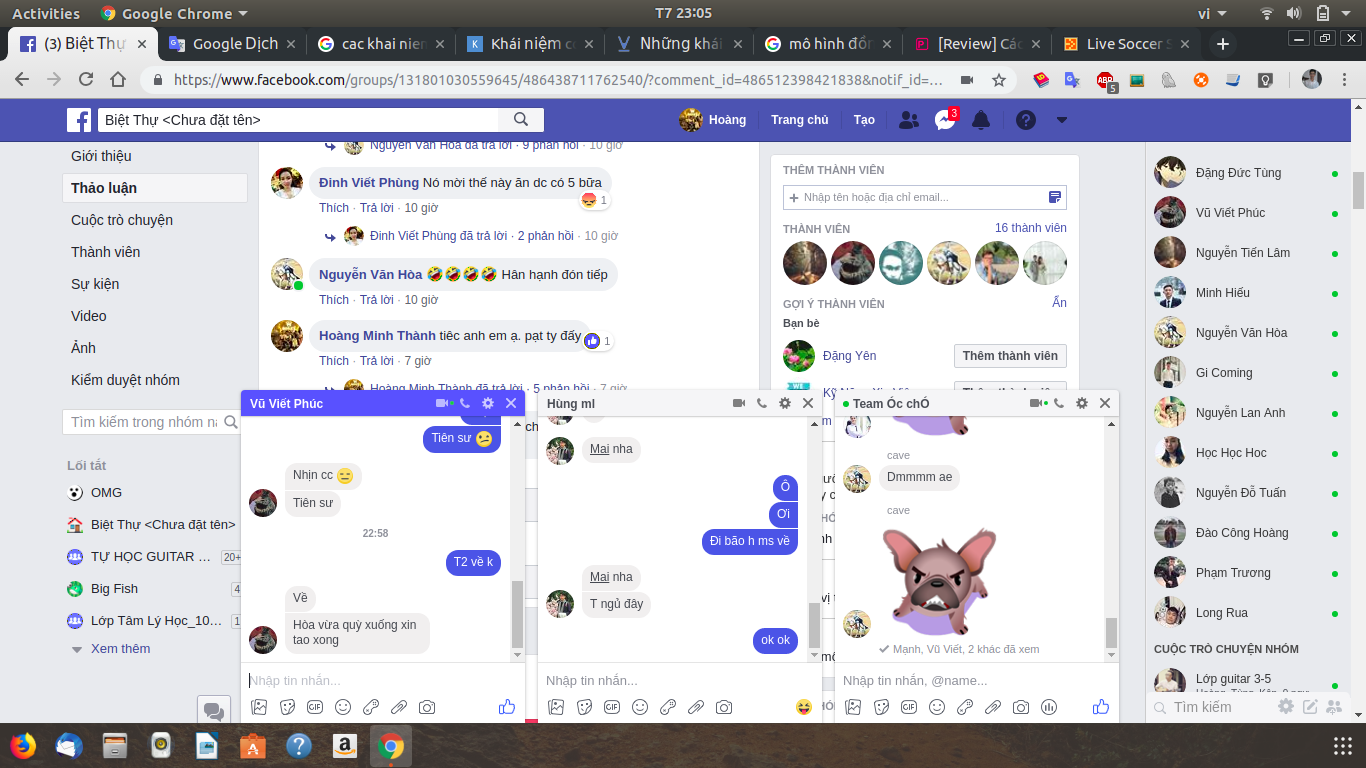 Activities
Google Chrome
T7 23:05
vi
(3) Biệt Thự
Google Dịch
cac khai nien
Khái niệm cơ
Những khái
mô hình đồn
[Review] Các
Live Soccer S
https://www.facebook.com/groups/131801030559645/486438711762540/?comment_id=486512398421838&notif_id=...
5
Biệt Thự <Chưa đặt tên>
Hoàng
Trang chủ
Tạo
3
Giới thiệu
Thảo luận
Cuộc trò chuyện
Thành viên
Sự kiện
Video
Ảnh
Kiểm duyệt nhóm
Tìm kiếm trong nhóm nà
Lối tắt
OMG
Biệt Thự <Chưa đặt tên>
TỰ HỌC GUITAR ... 20+
Big Fish 4
Lớp Tâm Lý Học_10... 1
Xem thêm
Nguyễn Văn Hòa đã trả lời · 9 phản hồi · 10 giờ
Đinh Viết Phùng Nó mời thế này ăn dc có 5 bữa
1
Thích · Trả lời · 10 giờ
Đinh Viết Phùng đã trả lời · 2 phản hồi · 10 giờ
Nguyễn Văn Hòa 🤣🤣🤣🤣 Hân hạnh đón tiếp
Thích · Trả lời · 10 giờ
Hoàng Minh Thành tiêc anh em ạ. pạt ty đấy
1
Thích · Trả lời · 7 giờ
Hoàng Minh Thành đã trả lời · 5 phản hồi · 7 giờ
THÊM THÀNH VIÊN
Nhập tên hoặc địa chỉ email...
THÀNH VIÊN
16 thành viên
GỢI Ý THÀNH VIÊN
Ẩn
Bạn bè
Đặng Yên
Thêm thành viên
Đặng Đức Tùng
Vũ Viết Phúc
Nguyễn Tiến Lâm
Minh Hiếu
Nguyễn Văn Hòa
Gi Coming
Nguyễn Lan Anh
Học Học Hoc
Nguyễn Đỗ Tuấn
Đào Công Hoàng
Phạm Trương
Long Rua
CUỘC TRÒ CHUYỆN NHÓM
Lớp guitar 3-5
Tìm kiếm
Vũ Viết Phúc
Tiên sư 🫤
Nhịn cc 😑
Tiên sư
22:58
T2 về k
Về
Hòa vừa quỳ xuống xin
tao xong
Nhập tin nhắn...
GIF
Hùng ml
Mai nha
Ô
Ơi
Đi bão h ms về
Mai nha
T ngủ đây
ok ok
Nhập tin nhắn...
GIF
Team Óc chÓ
cave
Dmmmm ae
cave
Mạnh, Vũ Viết, 2 khác đã xem
Nhập tin nhắn, @name...
GIF